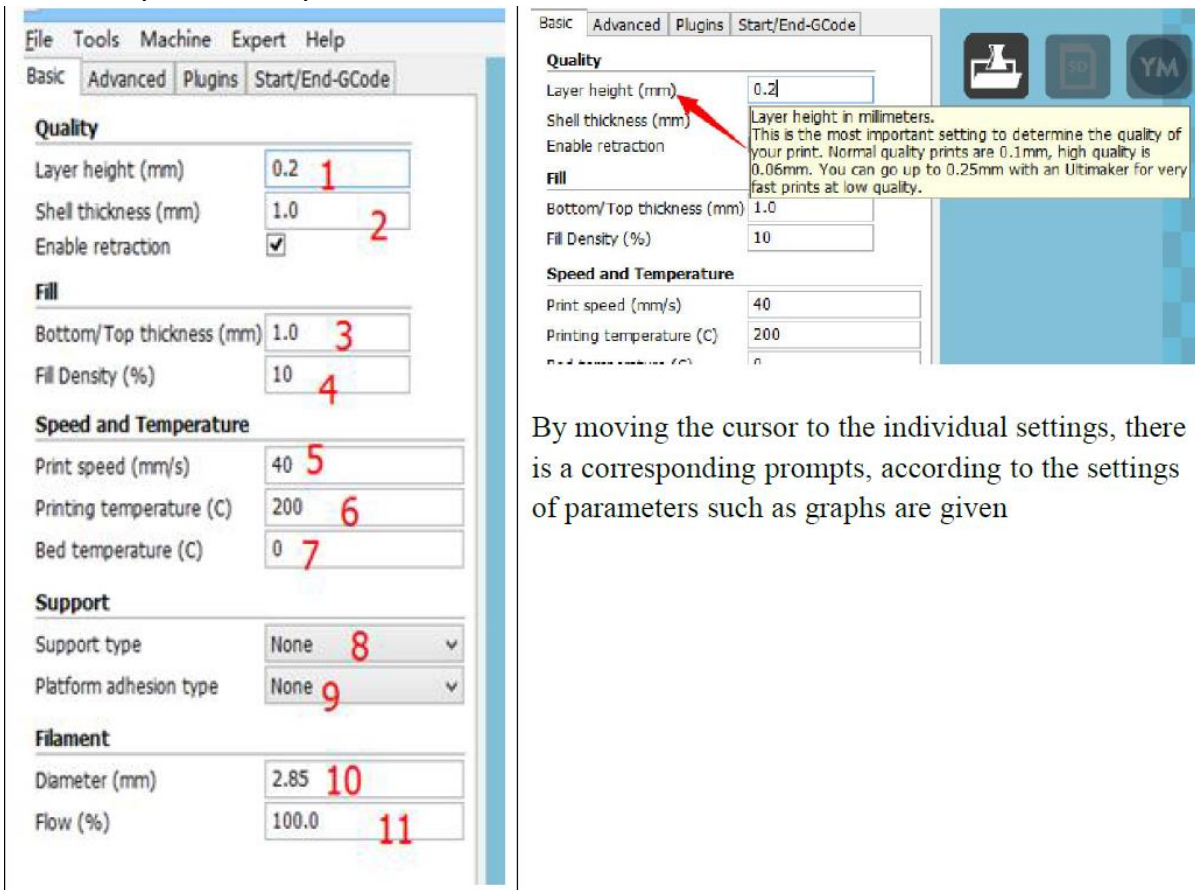 File Tools Machine Expert Help
Basic Advanced Plugins Start/End-GCode
Quality
Layer height (mm) 0.2 1
Shell thickness (mm) 1.0 2
Enable retraction
Fill
Bottom/Top thickness (mm) 1.0 3
Fill Density (%) 10 4
Speed and Temperature
Print speed (mm/s) 40 5
Printing temperature (C) 200 6
Bed temperature (C) 0 7
Support
Support type None 8
Platform adhesion type None 9
Filament
Diameter (mm) 2.85 10
Flow (%) 100.0 11
Basic Advanced Plugins Start/End-GCode
Quality
Layer height (mm) 0.2
Shell thickness (mm)
Enable retraction
Layer height in milimeters.
This is the most important setting to determine the quality of
your print. Normal quality prints are 0.1mm, high quality is
0.06mm. You can go up to 0.25mm with an Ultimaker for very
fast prints at low quality.
Fill
Bottom/Top thickness (mm) 1.0
Fill Density (%) 10
Speed and Temperature
Print speed (mm/s) 40
Printing temperature (C) 200
SD YM
By moving the cursor to the individual settings, there
is a corresponding prompts, according to the settings
of parameters such as graphs are given